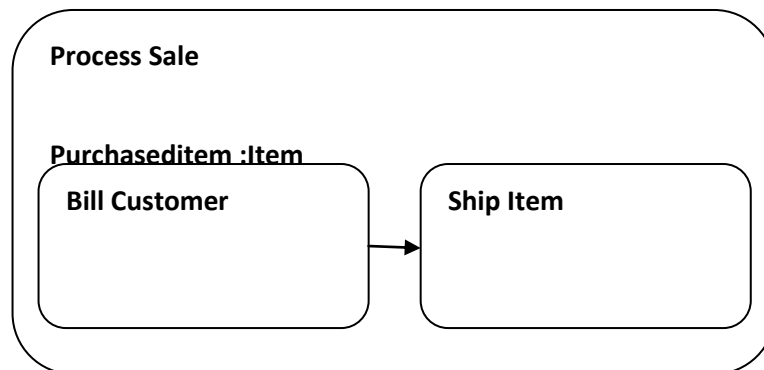 Process Sale
Purchaseditem :Item
Bill Customer
Ship Item